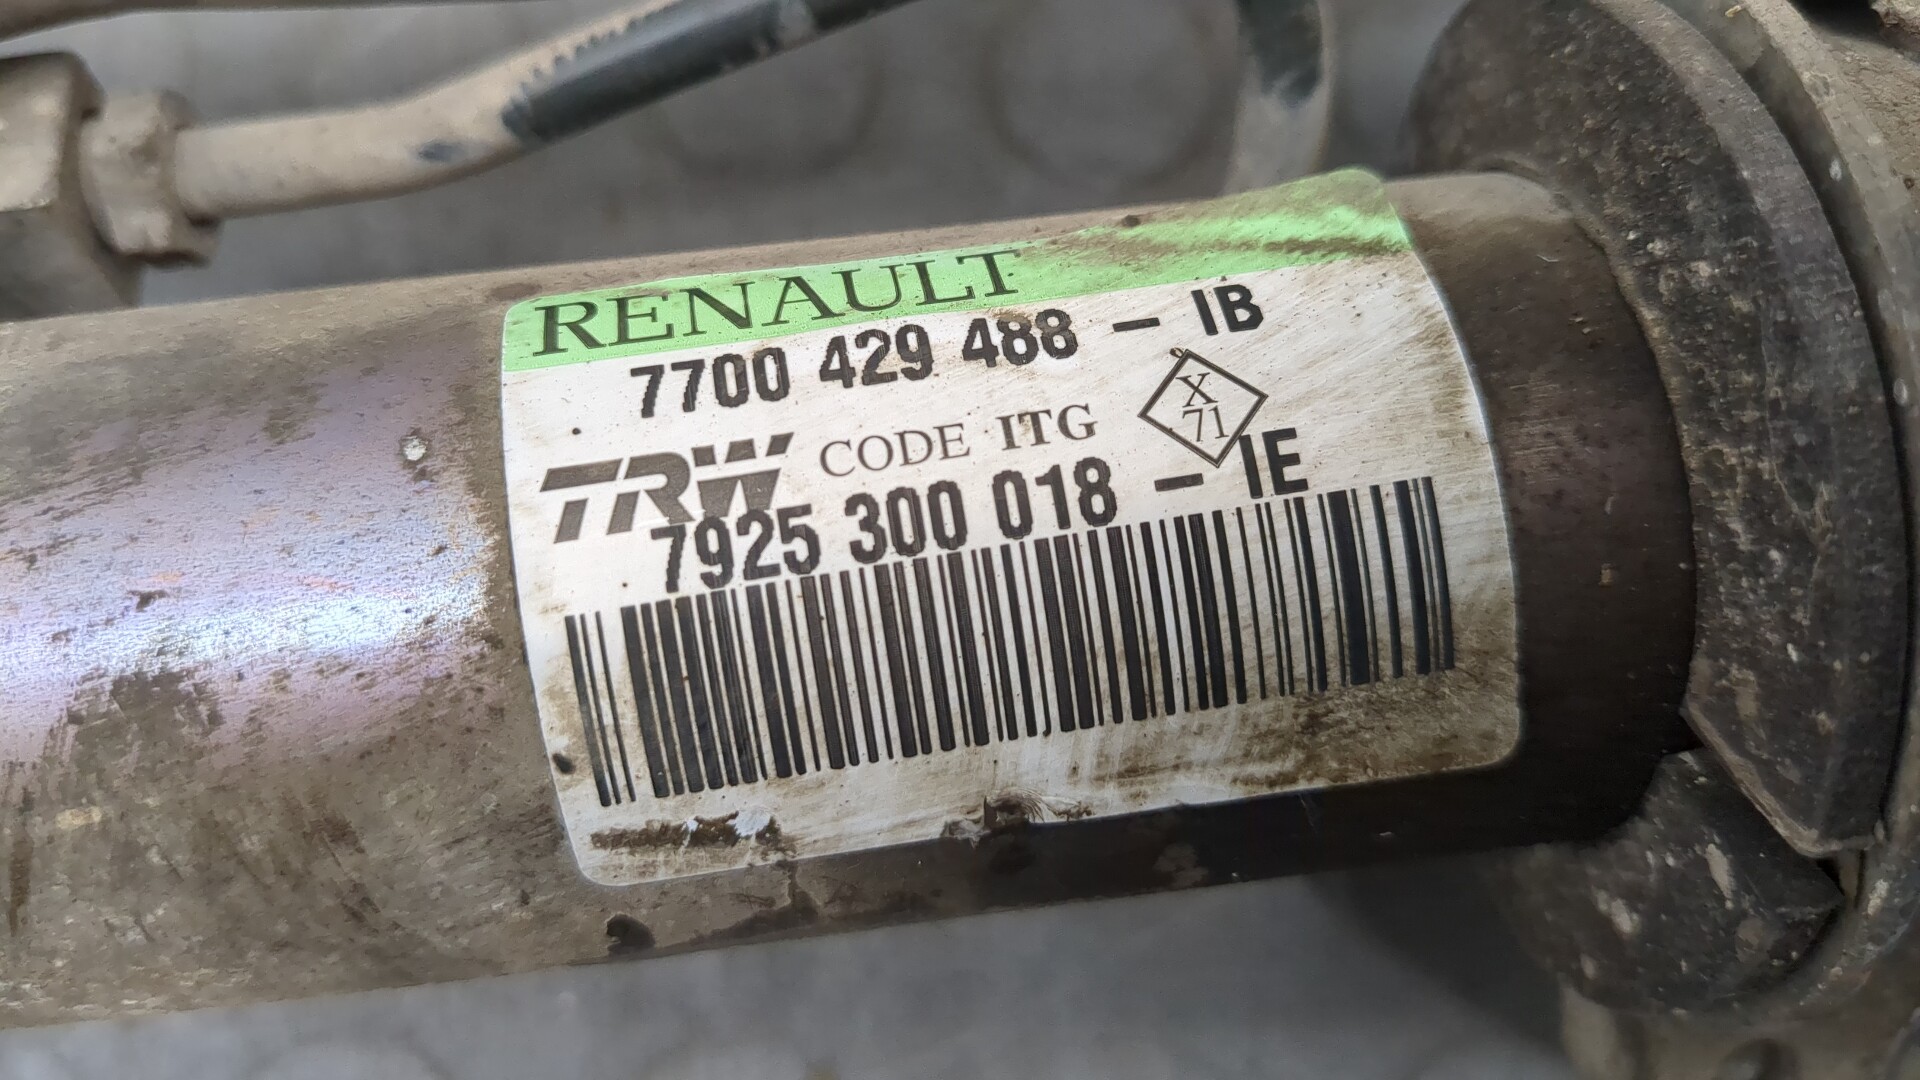 RENAULT
7700 429 488 - IB
TRW CODE ITG
X
71
7925 300 018 - IE